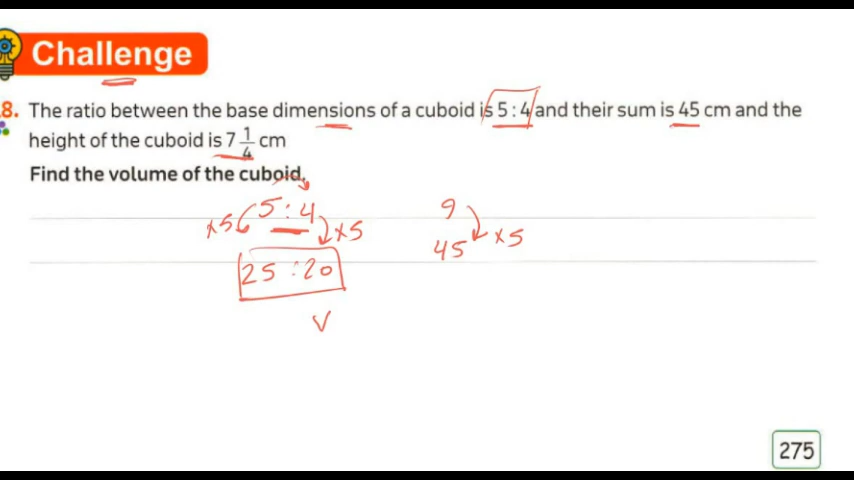 Challenge
8. The ratio between the base dimensions of a cuboid is 5 : 4 and their sum is 45 cm and the
height of the cuboid is 7 1/4 cm
Find the volume of the cuboid.
×5 5 : 4 ×5 9
25 : 20 45 ×5
V
275